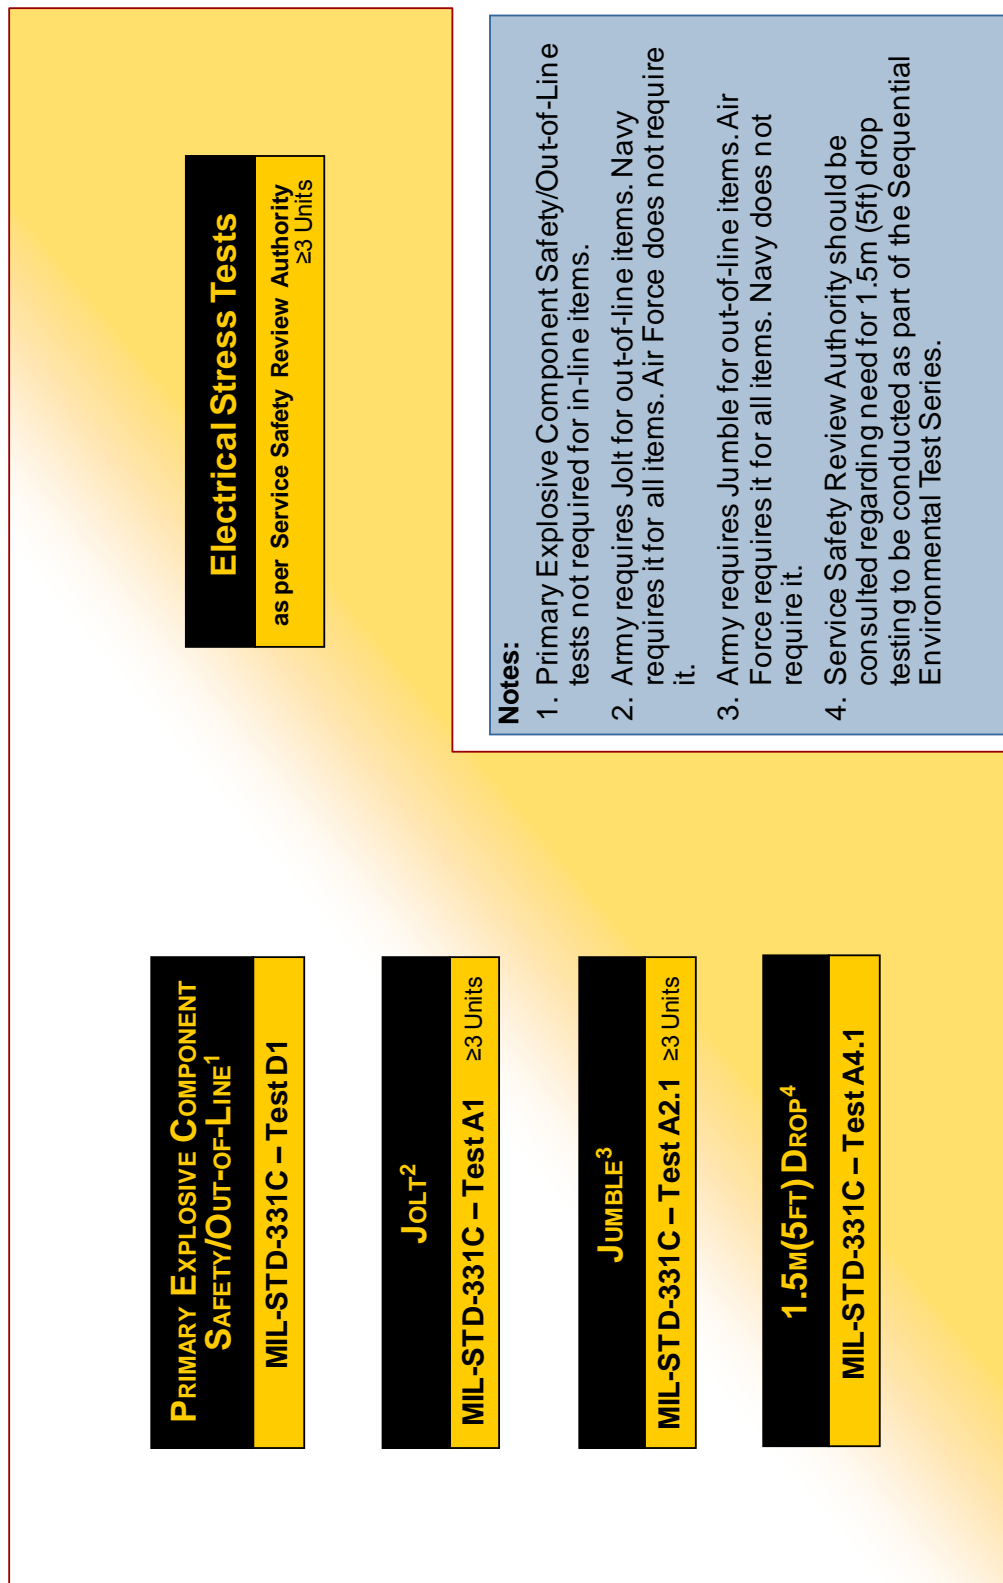 PRIMARY EXPLOSIVE COMPONENT
SAFETY/OUT-OF-LINE1
MIL-STD-331C – Test D1
JOLT2
MIL-STD-331C – Test A1 ≥3 Units
JUMBLE3
MIL-STD-331C – Test A2.1 ≥3 Units
1.5M(5FT) DROP4
MIL-STD-331C – Test A4.1
Electrical Stress Tests
as per Service Safety Review Authority
≥3 Units
Notes:
1. Primary Explosive Component Safety/Out-of-Line
tests not required for in-line items.
2. Army requires Jolt for out-of-line items. Navy
requires it for all items. Air Force does not require
it.
3. Army requires Jumble for out-of-line items. Air
Force requires it for all items. Navy does not
require it.
4. Service Safety Review Authority should be
consulted regarding need for 1.5m (5ft) drop
testing to be conducted as part of the Sequential
Environmental Test Series.